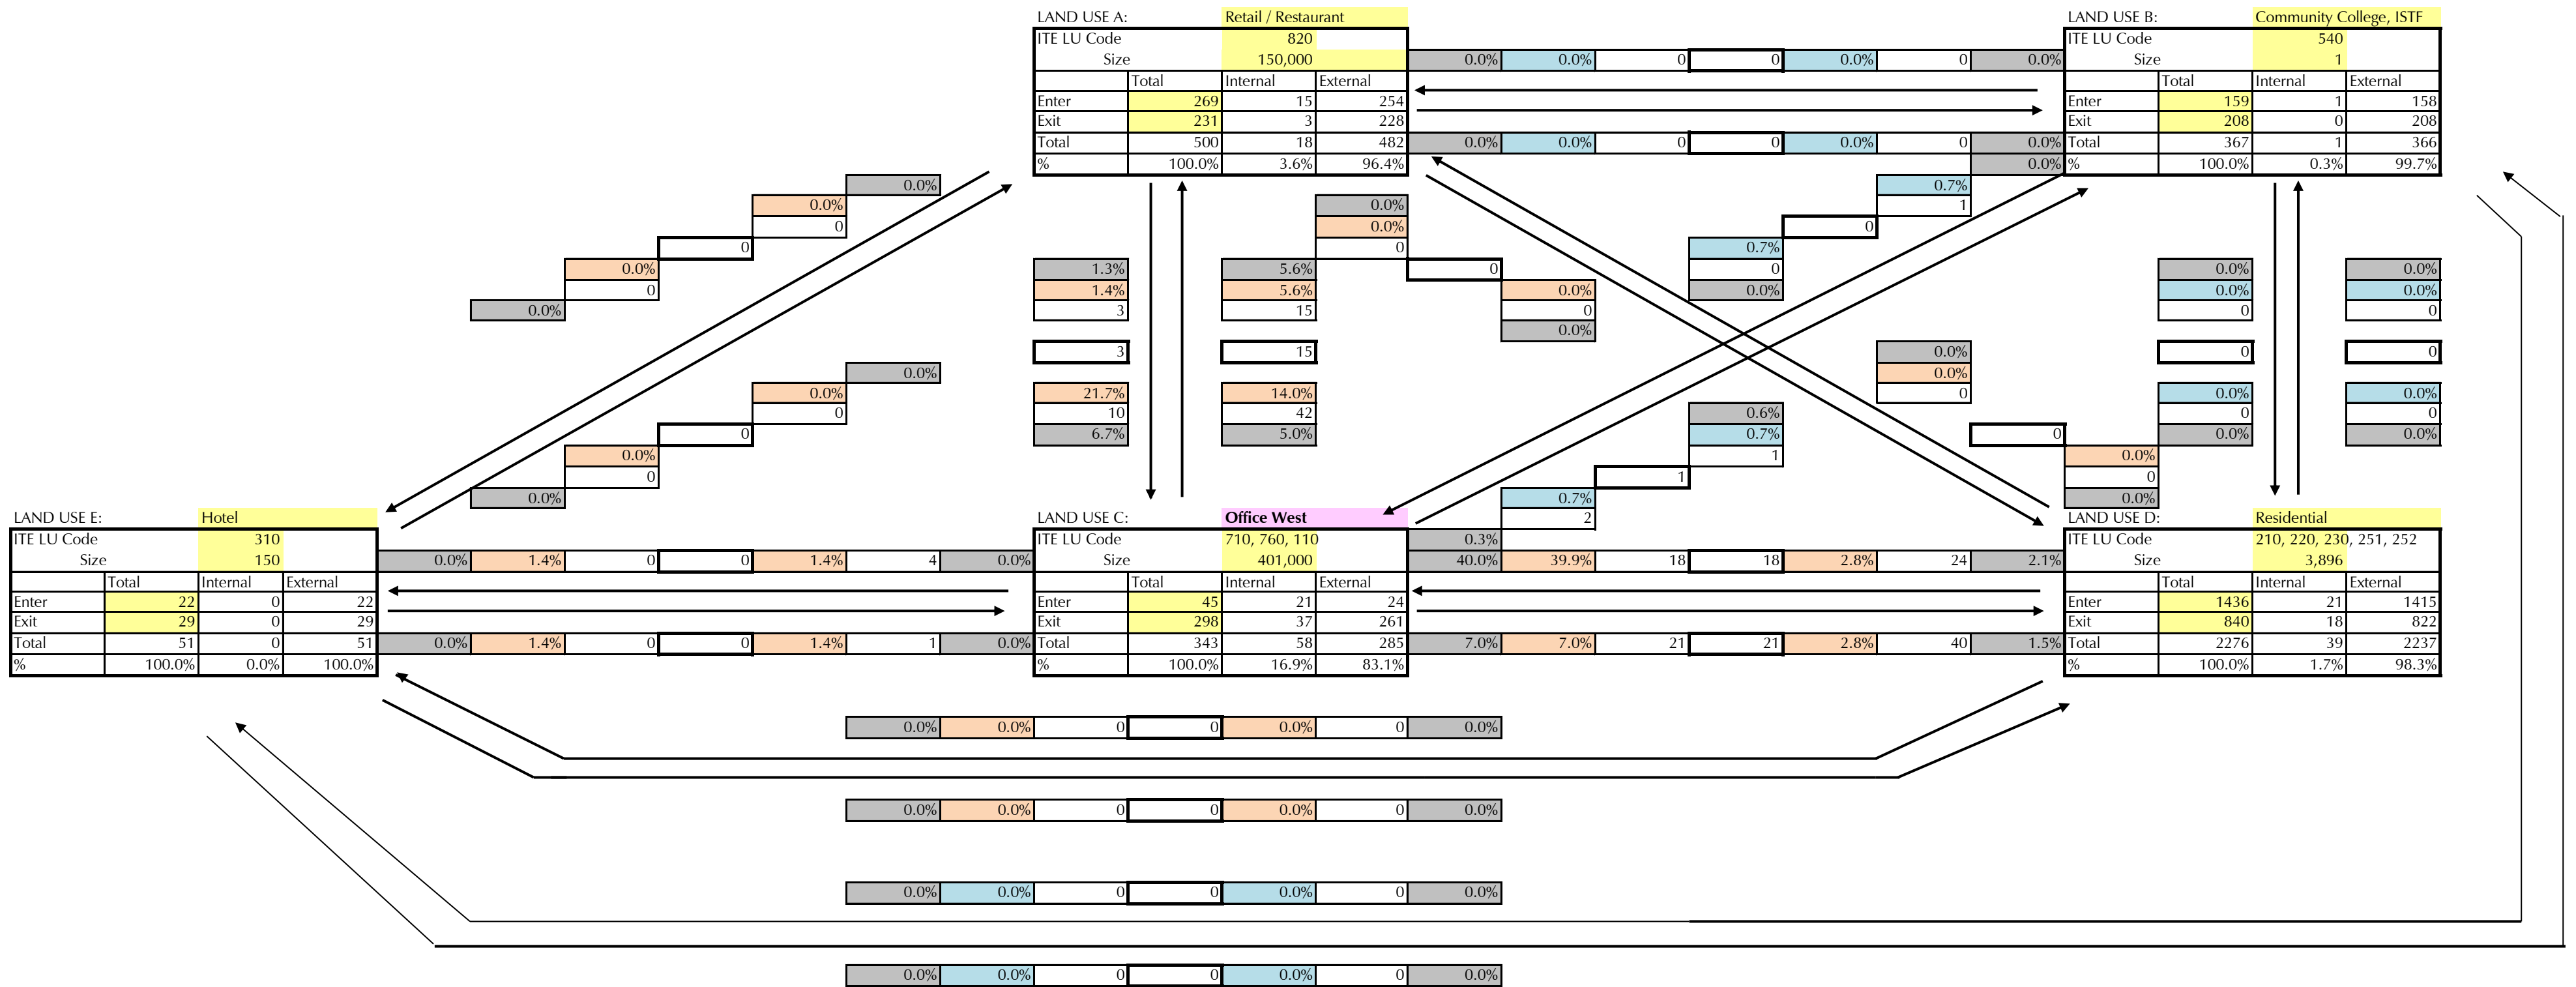 LAND USE A: Retail / Restaurant LAND USE B: Community College, ISTF
ITE LU Code 820 ITE LU Code 540
Size 150,000 0.0% 0.0% 0 0 0.0% 0 0.0% Size 1
Total Internal External Total Internal External
Enter 269 15 254 Enter 159 1 158
Exit 231 3 228 Exit 208 0 208
Total 500 18 482 0.0% 0.0% 0 0 0.0% 0 0.0% Total 367 1 366
% 100.0% 3.6% 96.4% 0.0% % 100.0% 0.3% 99.7%
0.0% 0.7%
0.0% 0.0% 1
0 0.0% 0
0 0 0.7%
0.0% 1.3% 5.6% 0 0 0.0% 0.0%
0 1.4% 5.6% 0.0% 0.0% 0.0% 0.0%
0.0% 3 15 0 0 0
0.0%
3 15 0.0% 0 0
0.0% 0.0%
0.0% 21.7% 14.0% 0 0.0% 0.0%
0 10 42 0.6% 0 0
0 6.7% 5.0% 0.7% 0 0.0% 0.0%
0.0% 1 0.0%
0 1 0
0.0% 0.7% 0.0%
LAND USE E: Hotel LAND USE C: Office West 2 LAND USE D: Residential
ITE LU Code 310 ITE LU Code 710, 760, 110 0.3% ITE LU Code 210, 220, 230, 251, 252
Size 150 0.0% 1.4% 0 0 1.4% 4 0.0% Size 401,000 40.0% 39.9% 18 18 2.8% 24 2.1% Size 3,896
Total Internal External Total Internal External Total Internal External
Enter 22 0 22 Enter 45 21 24 Enter 1436 21 1415
Exit 29 0 29 Exit 298 37 261 Exit 840 18 822
Total 51 0 51 0.0% 1.4% 0 0 1.4% 1 0.0% Total 343 58 285 7.0% 7.0% 21 21 2.8% 40 1.5% Total 2276 39 2237
% 100.0% 0.0% 100.0% % 100.0% 16.9% 83.1% % 100.0% 1.7% 98.3%
0.0% 0.0% 0 0 0.0% 0 0.0%
0.0% 0.0% 0 0 0.0% 0 0.0%
0.0% 0.0% 0 0 0.0% 0 0.0%
0.0% 0.0% 0 0 0.0% 0 0.0%